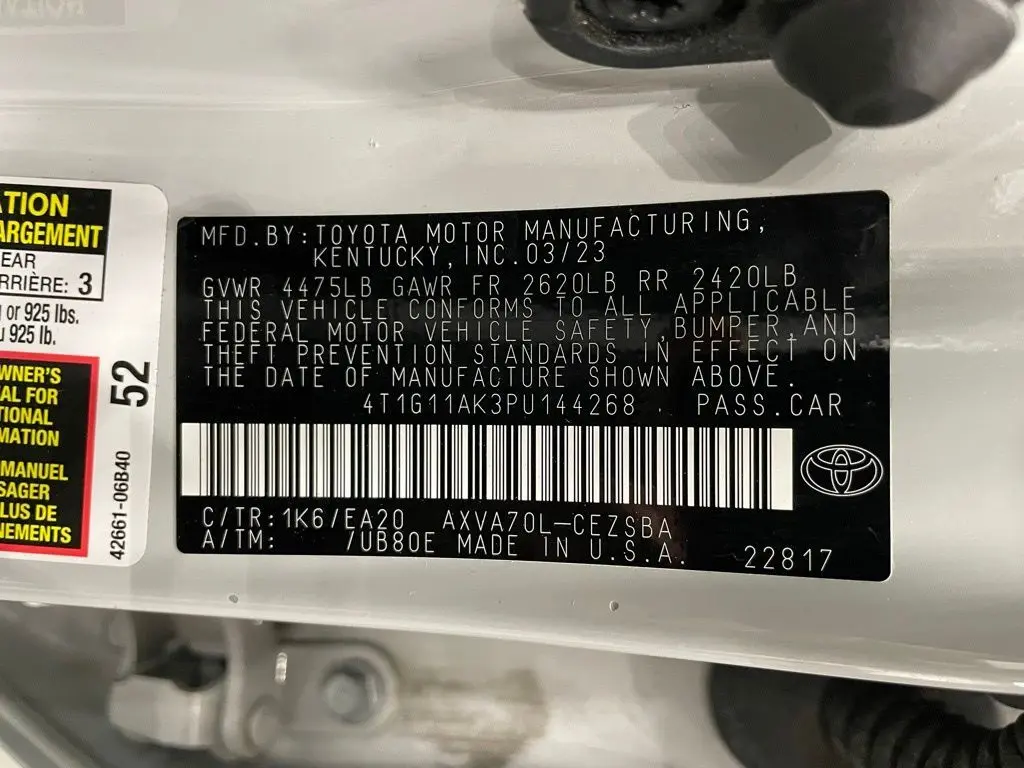 ATION
ARGEMENT
EAR
RRIÈRE: 3
or 925 lbs.
925 lb.
OWNER'S
AL FOR
TIONAL
MATION
MANUEL
SAGER
LUS DE
NEMENTS
52
42661-06B40
MFD.BY:TOYOTA MOTOR MANUFACTURING,
KENTUCKY,INC.03/23
GVWR 4475LB GAWR FR 2620LB RR 2420LB
THIS VEHICLE CONFORMS TO ALL APPLICABLE
FEDERAL MOTOR VEHICLE SAFETY,BUMPER,AND
THEFT PREVENTION STANDARDS IN EFFECT ON
THE DATE OF MANUFACTURE SHOWN ABOVE.
4T1G11AK3PU144268 PASS.CAR
C/TR:1K6/EA20 AXVA70L-CEZSBA
A/TM: 7UB80E MADE IN U.S.A. 22817